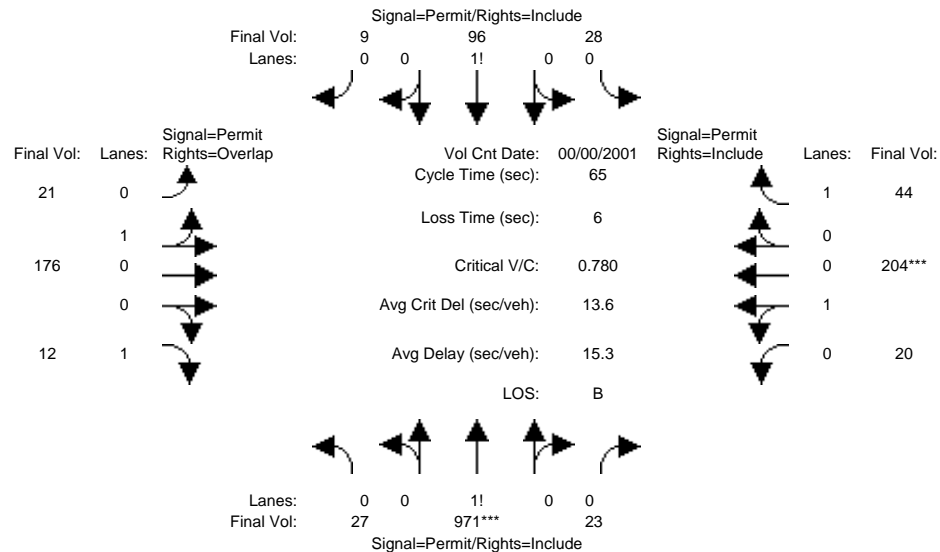 Signal=Permit/Rights=Include
Final Vol: 9 96 28
Lanes: 0 0 1! 0 0
Signal=Permit Signal=Permit
Final Vol: Lanes: Rights=Overlap Vol Cnt Date: 00/00/2001 Rights=Include Lanes: Final Vol:
Cycle Time (sec): 65
21 0 1 44
Loss Time (sec): 6
1 0
176 0 Critical V/C: 0.780 0 204***
0 Avg Crit Del (sec/veh): 13.6 1
12 1 Avg Delay (sec/veh): 15.3 0 20
LOS: B
Lanes: 0 0 1! 0 0
Final Vol: 27 971*** 23
Signal=Permit/Rights=Include